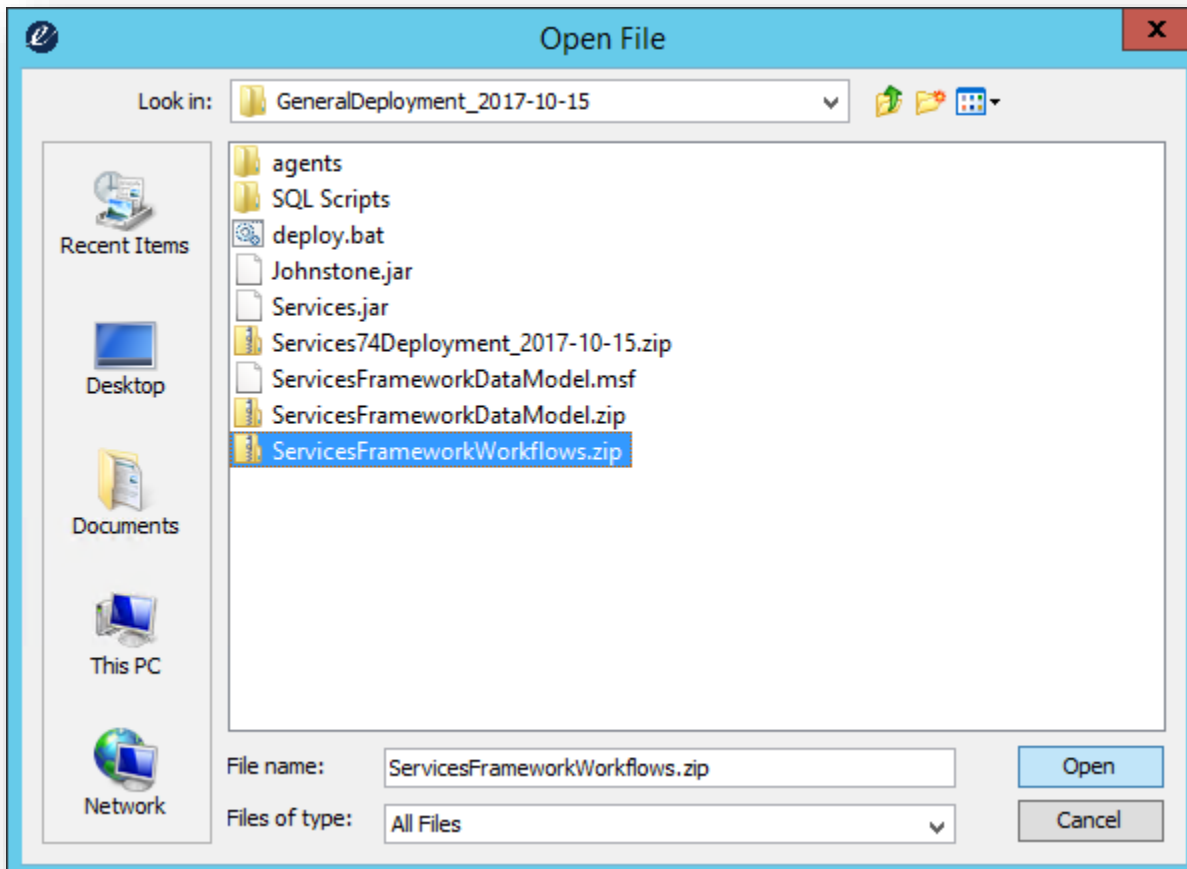 Open File
x
Look in:
GeneralDeployment_2017-10-15
Recent Items
Desktop
Documents
This PC
Network
agents
SQL Scripts
deploy.bat
Johnstone.jar
Services.jar
Services74Deployment_2017-10-15.zip
ServicesFrameworkDataModel.msf
ServicesFrameworkDataModel.zip
ServicesFrameworkWorkflows.zip
File name:
ServicesFrameworkWorkflows.zip
Open
Files of type:
All Files
Cancel